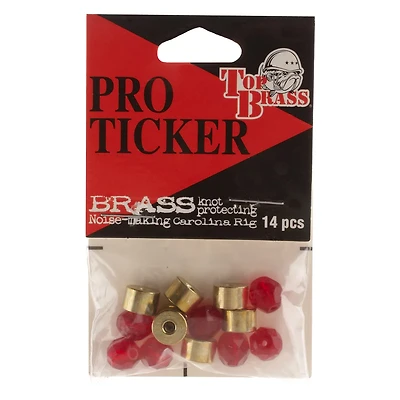 TOP
BRASS®
PRO
TICKER
BRASS knot
protecting
Noise-Making Carolina Rig 14 pcs